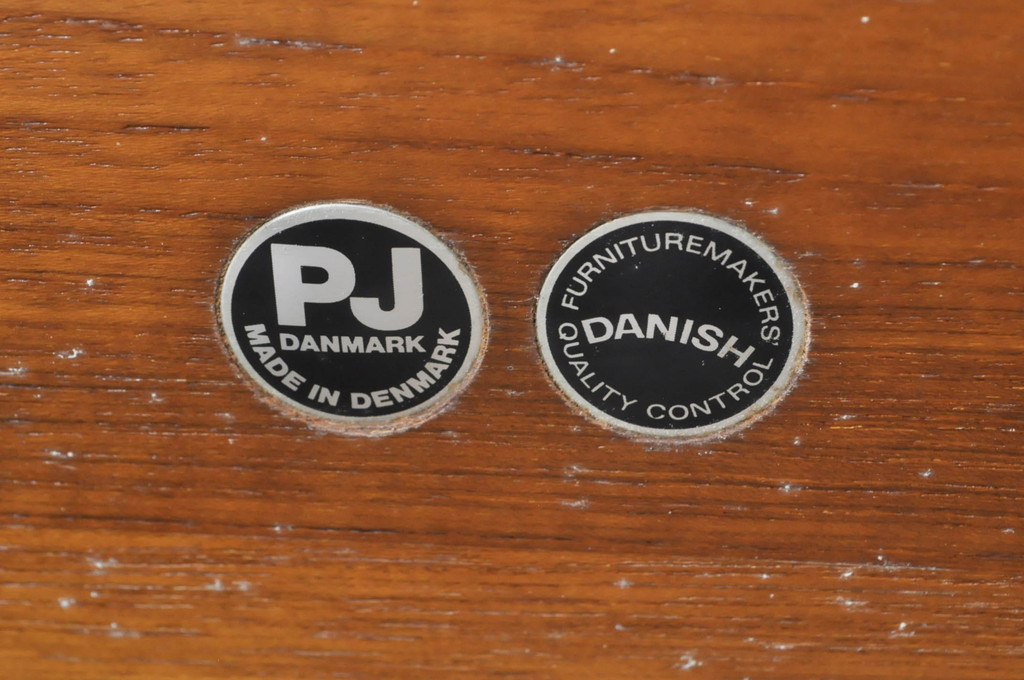 PJ
DANMARK
MADE IN DENMARK
FURNITUREMAKERS'
DANISH
QUALITY CONTROL